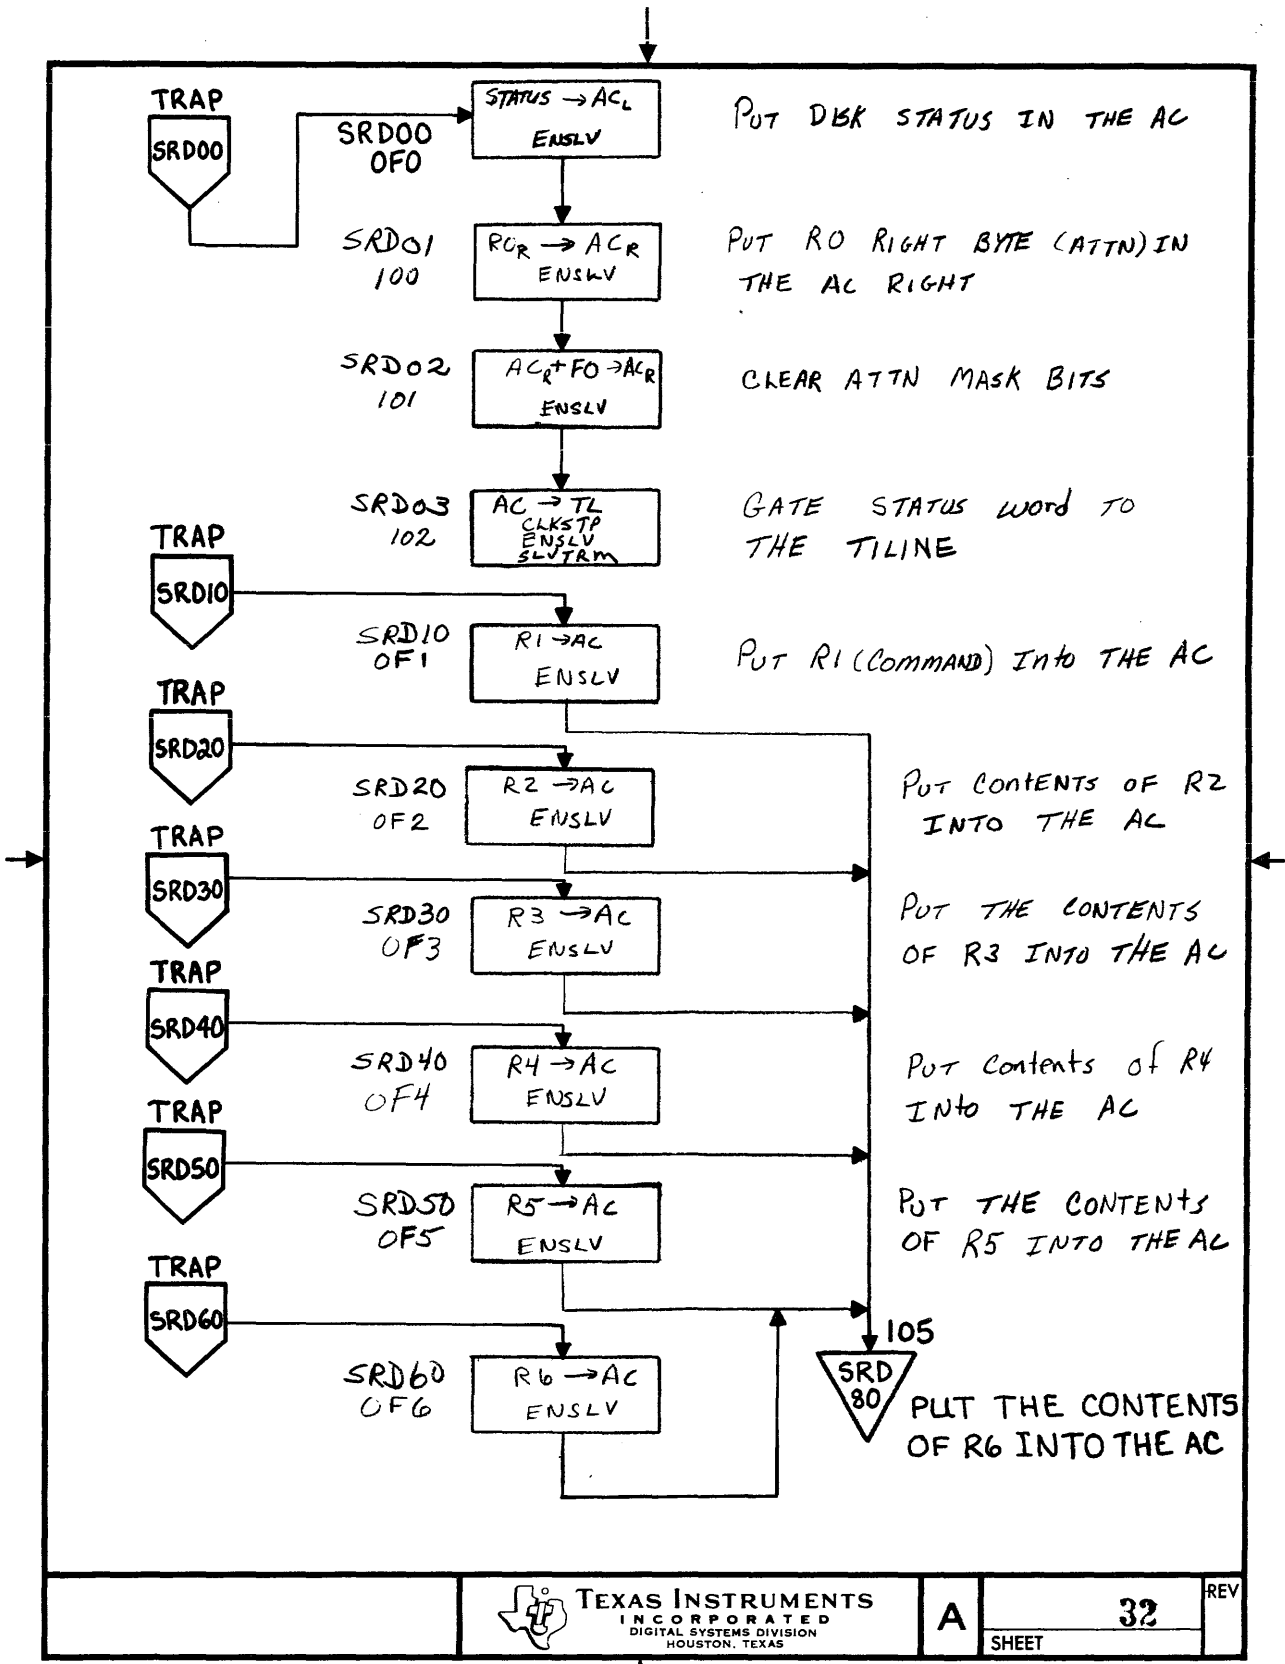 TRAP
SRD00
SRD00
0F0
STATUS → ACL
ENSLV
PUT DISK STATUS IN THE AC
SRD01
100
R0R → ACR
ENSLV
PUT R0 RIGHT BYTE (ATTN) IN
THE AC RIGHT
SRD02
101
ACR + F0 → ACR
ENSLV
CLEAR ATTN MASK BITS
SRD03
102
AC → TL
CLKSTP
ENSLV
SLVTRM
GATE STATUS word TO
THE TILINE
TRAP
SRD10
SRD10
0F1
R1 → AC
ENSLV
PUT R1 (COMMAND) INto THE AC
TRAP
SRD20
SRD20
0F2
R2 → AC
ENSLV
PUT CONtENTS OF R2
INTO THE AC
TRAP
SRD30
SRD30
0F3
R3 → AC
ENSLV
PUT THE CONTENTS
OF R3 INTO THE AC
TRAP
SRD40
SRD40
0F4
R4 → AC
ENSLV
PUT Contents of R4
INto THE AC
TRAP
SRD50
SRD50
0F5
R5 → AC
ENSLV
PUT THE CONTENtS
OF R5 INTO THE AC
TRAP
SRD60
SRD60
0F6
R6 → AC
ENSLV
105
SRD
80
PUT THE CONTENTS
OF R6 INTO THE AC
TEXAS INSTRUMENTS
INCORPORATED
DIGITAL SYSTEMS DIVISION
HOUSTON, TEXAS
A
32
SHEET
REV